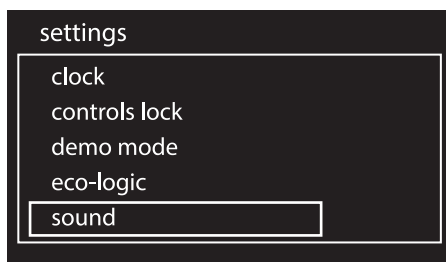 settings
clock
controls lock
demo mode
eco-logic
sound